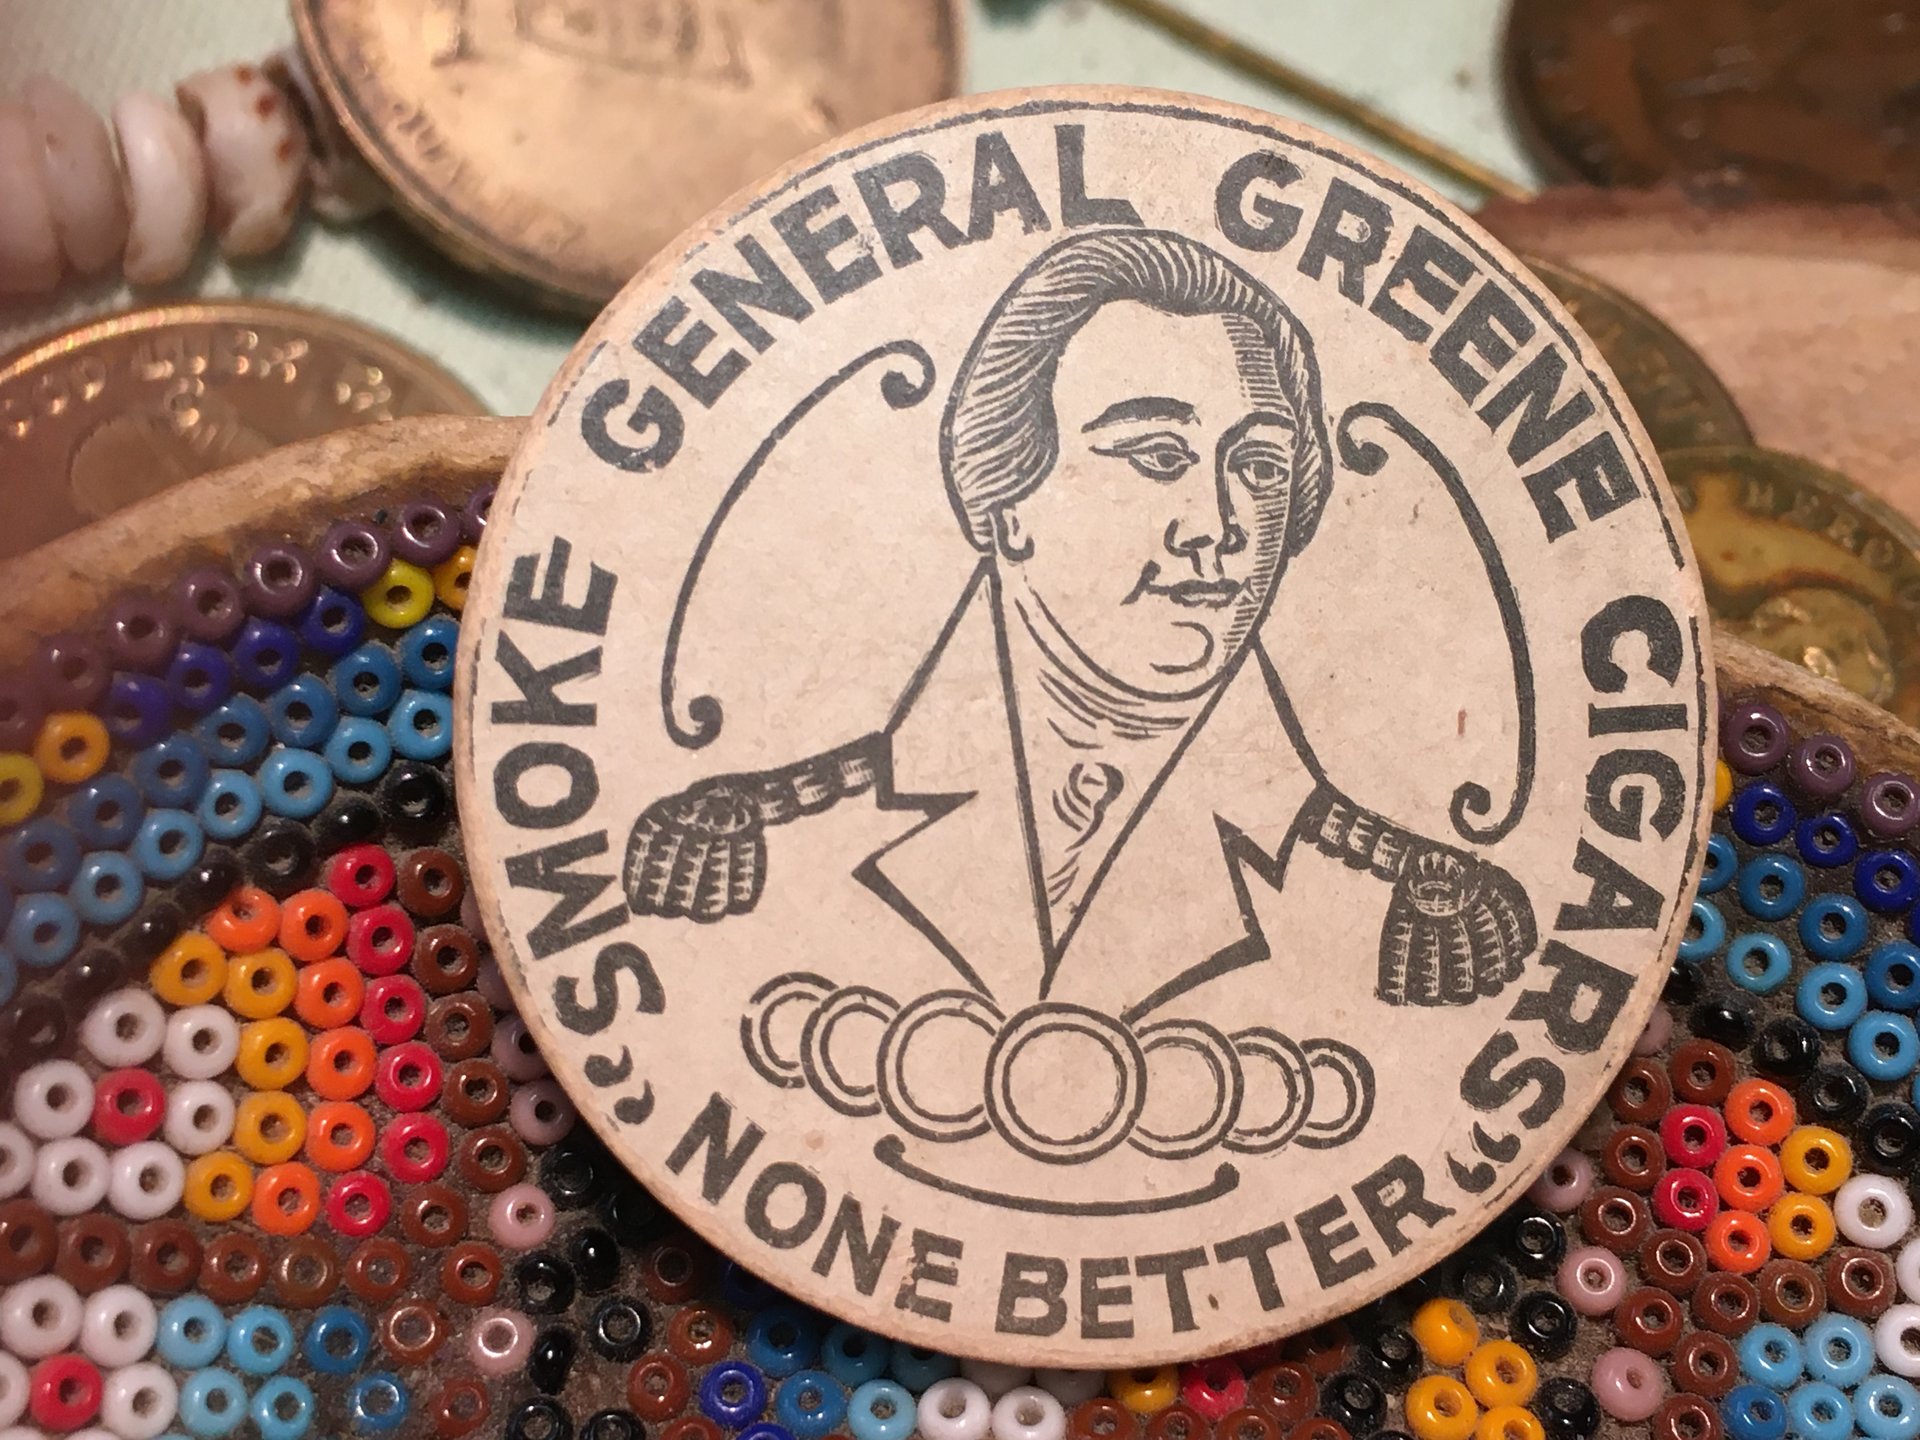 "SMOKE GENERAL GREENE CIGARS"
"NONE BETTER"